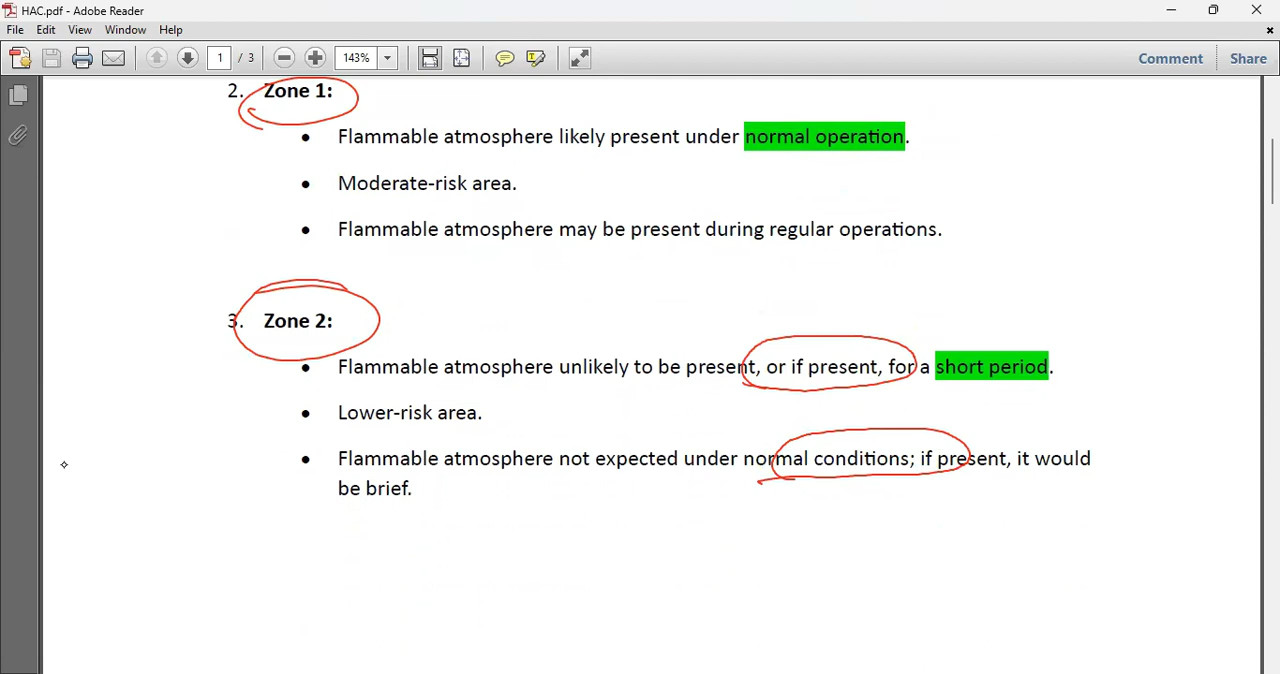 HAC.pdf - Adobe Reader
File Edit View Window Help
1 / 3 143% Comment Share
2. Zone 1:
• Flammable atmosphere likely present under normal operation.
• Moderate-risk area.
• Flammable atmosphere may be present during regular operations.
3. Zone 2:
• Flammable atmosphere unlikely to be present, or if present, for a short period.
• Lower-risk area.
• Flammable atmosphere not expected under normal conditions; if present, it would
be brief.